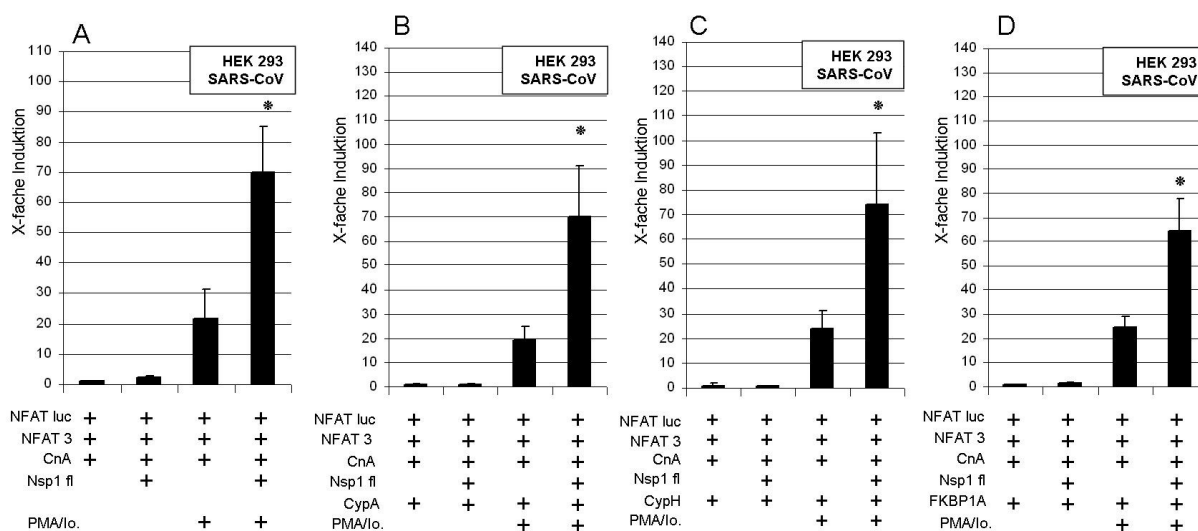 A
HEK 293
SARS-CoV
X-fache Induktion
110
100
90
80
70
60
50
40
30
20
10
0
*
NFAT luc + + + +
NFAT 3 + + + +
CnA + + + +
Nsp1 fl + +
PMA/Io. + +
B
HEK 293
SARS-CoV
X-fache Induktion
140
130
120
110
100
90
80
70
60
50
40
30
20
10
0
*
NFAT luc + + + +
NFAT 3 + + + +
CnA + + + +
Nsp1 fl + +
CypA + + + +
PMA/Io. + +
C
HEK 293
SARS-CoV
X-fache Induktion
140
130
120
110
100
90
80
70
60
50
40
30
20
10
0
*
NFAT luc + + + +
NFAT 3 + + + +
CnA + + + +
Nsp1 fl + +
CypH + + + +
PMA/Io. + +
D
HEK 293
SARS-CoV
X-fache Induktion
140
130
120
110
100
90
80
70
60
50
40
30
20
10
0
*
NFAT luc + + + +
NFAT 3 + + + +
CnA + + + +
Nsp1 fl + +
FKBP1A + + + +
PMA/Io. + +